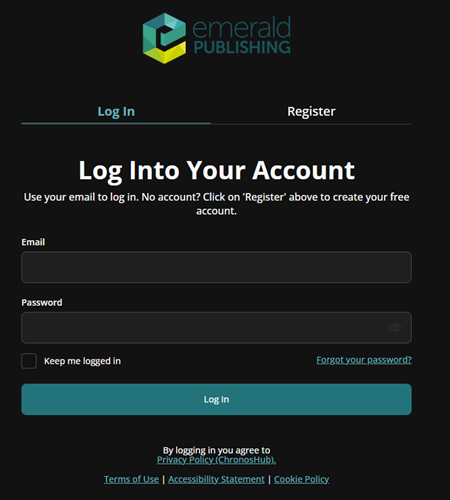 emerald
PUBLISHING
Log In Register
Log Into Your Account
Use your email to log in. No account? Click on 'Register' above to create your free
account.
Email
Password
Keep me logged in Forgot your password?
Log In
By logging in you agree to
Privacy Policy (ChronosHub).
Terms of Use | Accessibility Statement | Cookie Policy